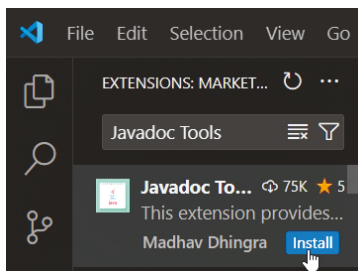 File Edit Selection View Go
EXTENSIONS: MARKET...
Javadoc Tools
Javadoc To... 75K 5
This extension provides...
Madhav Dhingra Install